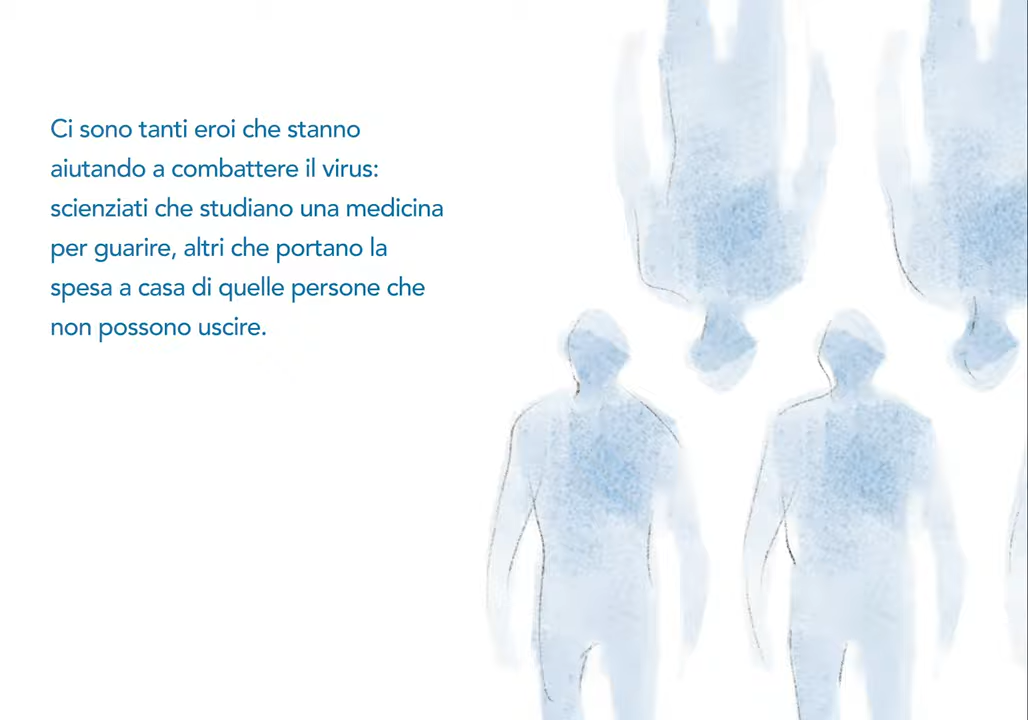 Ci sono tanti eroi che stanno
aiutando a combattere il virus:
scienziati che studiano una medicina
per guarire, altri che portano la
spesa a casa di quelle persone che
non possono uscire.